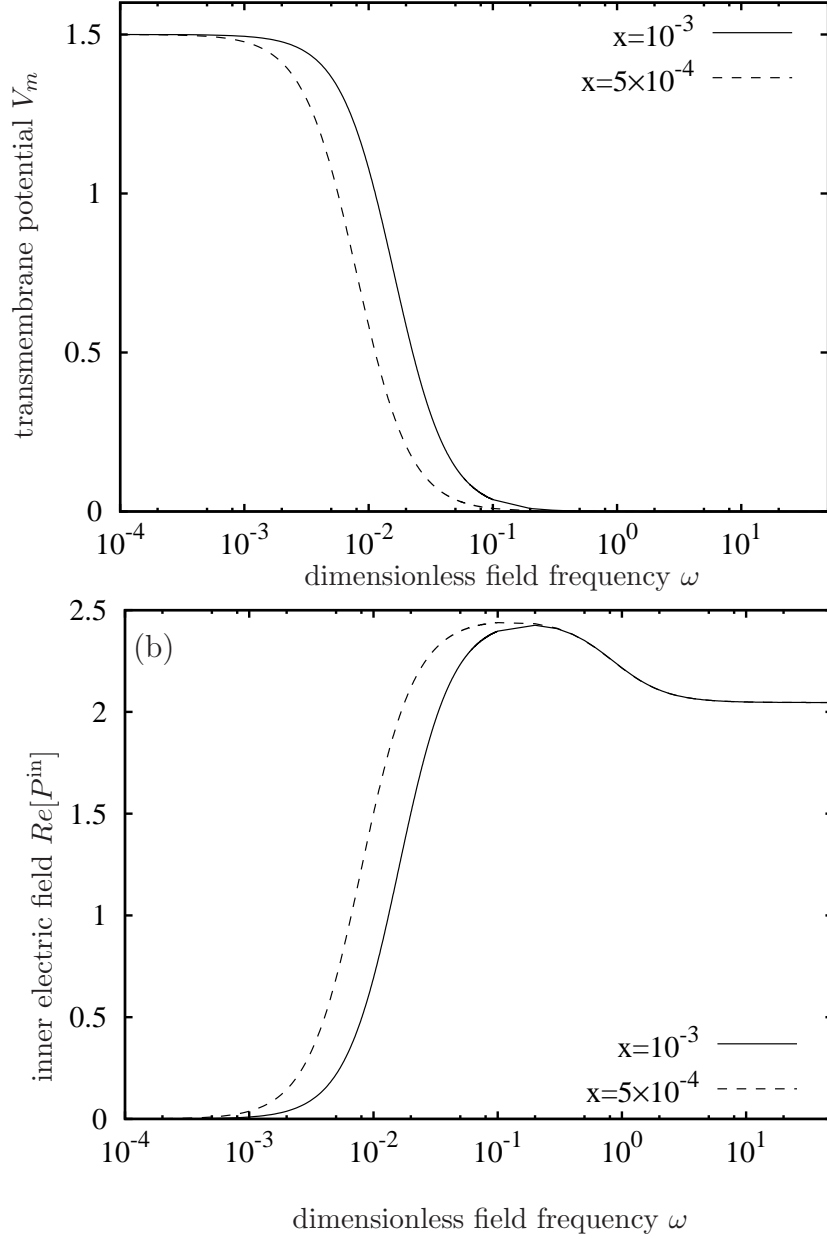 1.5
1
0.5
0
transmembrane potential V_m
x=10^-3
x=5×10^-4
10^-4 10^-3 10^-2 10^-1 10^0 10^1
dimensionless field frequency ω
(b)
2.5
2
1.5
1
0.5
0
inner electric field Re[P^in]
x=10^-3
x=5×10^-4
10^-4 10^-3 10^-2 10^-1 10^0 10^1
dimensionless field frequency ω